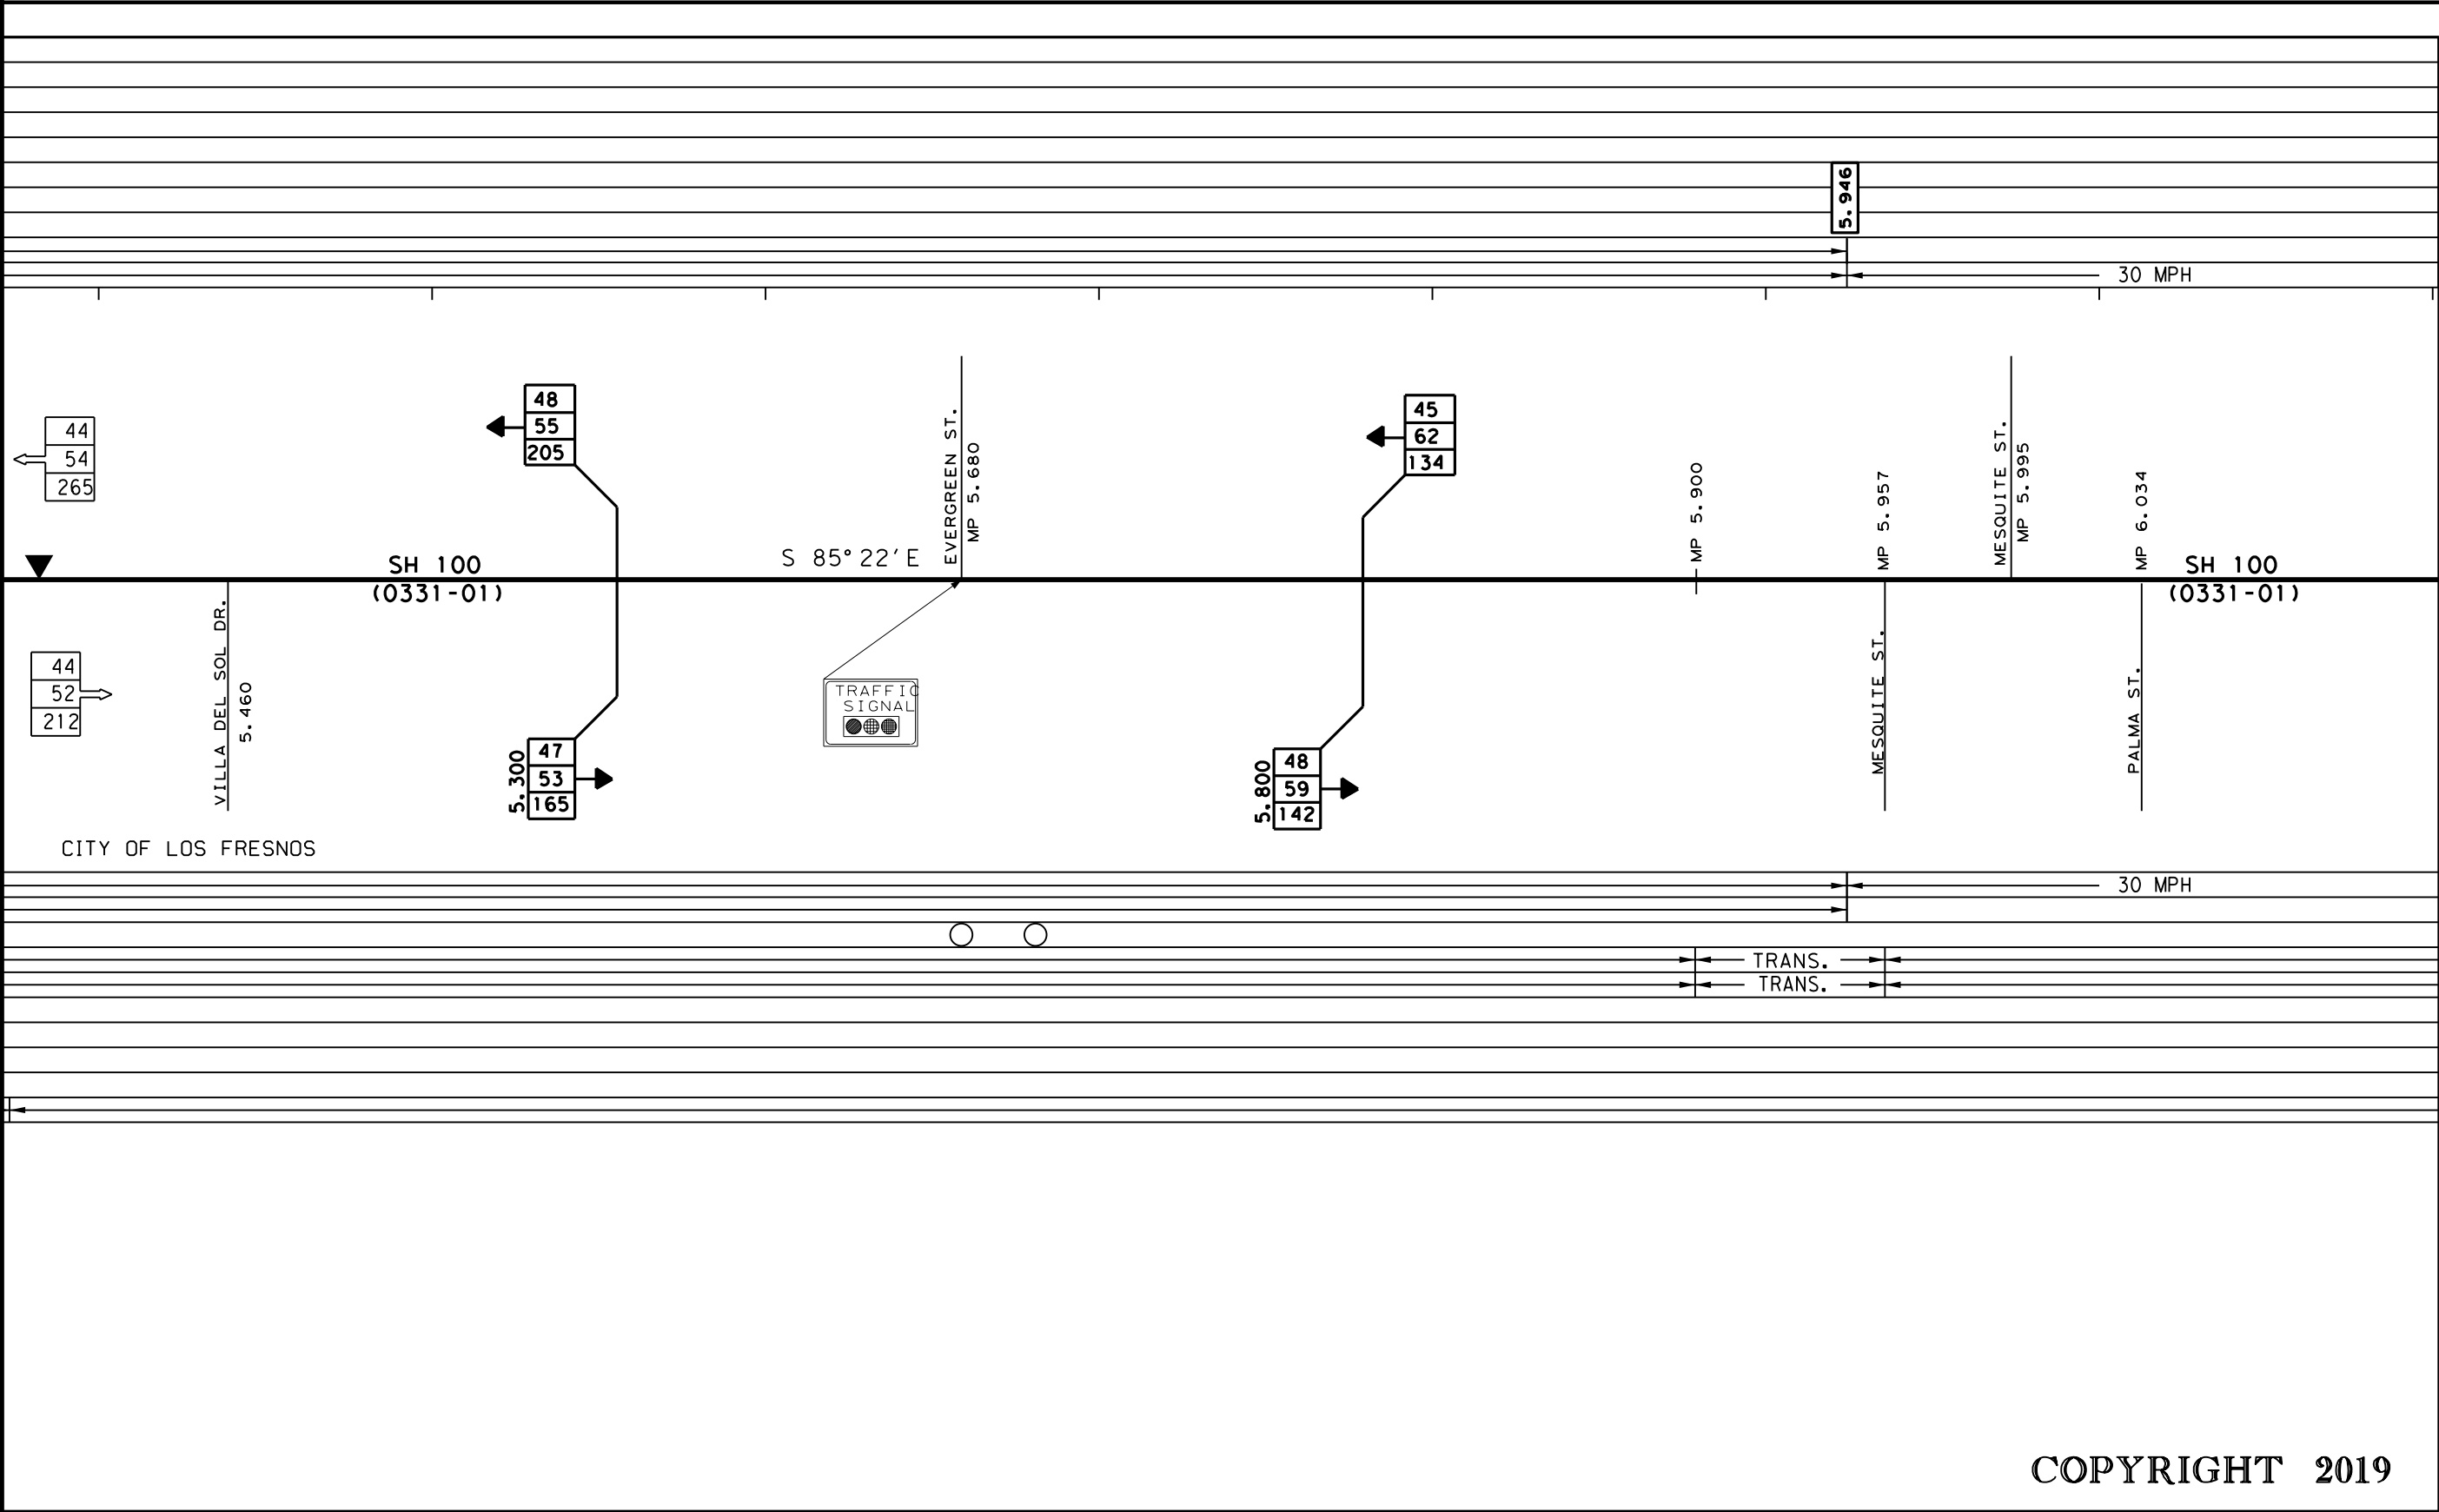 5.946
30 MPH
48
55
205
45
62
134
44
54
265
EVERGREEN ST.
MP 5.680
MP 5.900
MP 5.957
MESQUITE ST.
MP 5.995
MP 6.034
SH 100
(0331-01)
S 85°22'E
SH 100
(0331-01)
VILLA DEL SOL DR.
5.460
44
52
212
TRAFFIC
SIGNAL
MESQUITE ST.
PALMA ST.
5.300
47
53
165
5.800
48
59
142
CITY OF LOS FRESNOS
30 MPH
TRANS.
TRANS.
COPYRIGHT 2019